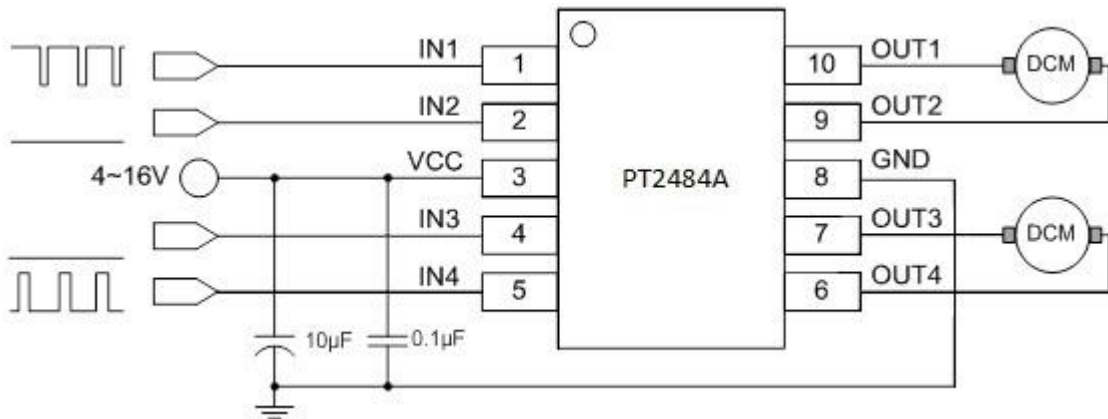 IN1 1 10 OUT1 DCM
IN2 2 9 OUT2
4~16V VCC 3 PT2484A 8 GND
IN3 4 7 OUT3 DCM
IN4 5 6 OUT4
10µF 0.1µF